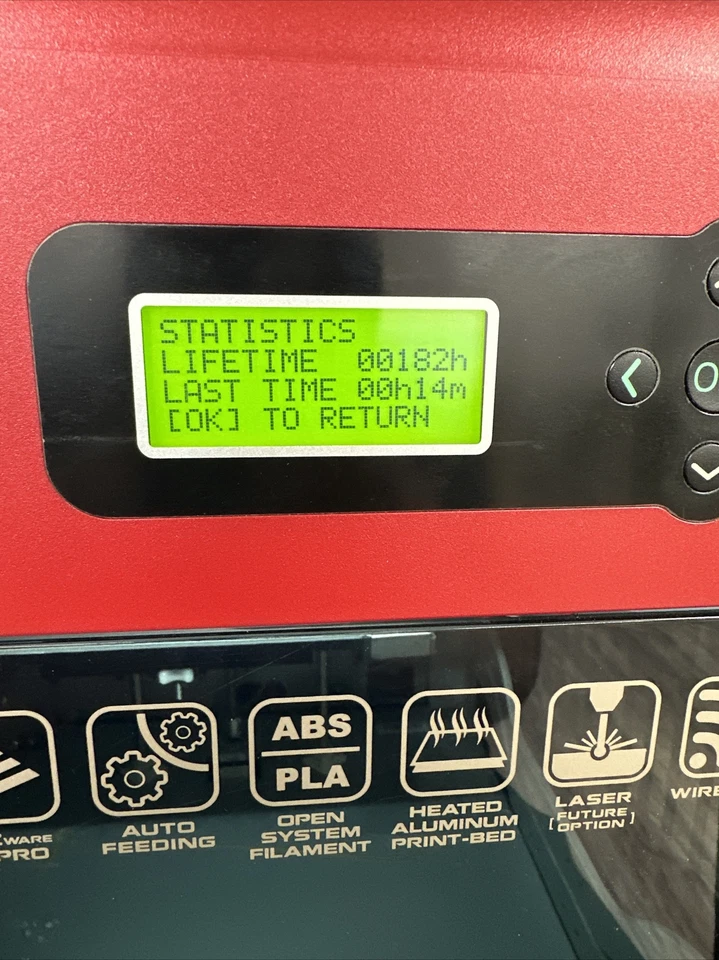 STATISTICS
LIFETIME 00182h
LAST TIME 00h14m
[OK] TO RETURN
PRO
AUTO
FEEDING
ABS
PLA
OPEN
SYSTEM
FILAMENT
HEATED
ALUMINUM
PRINT-BED
LASER
[FUTURE
OPTION]